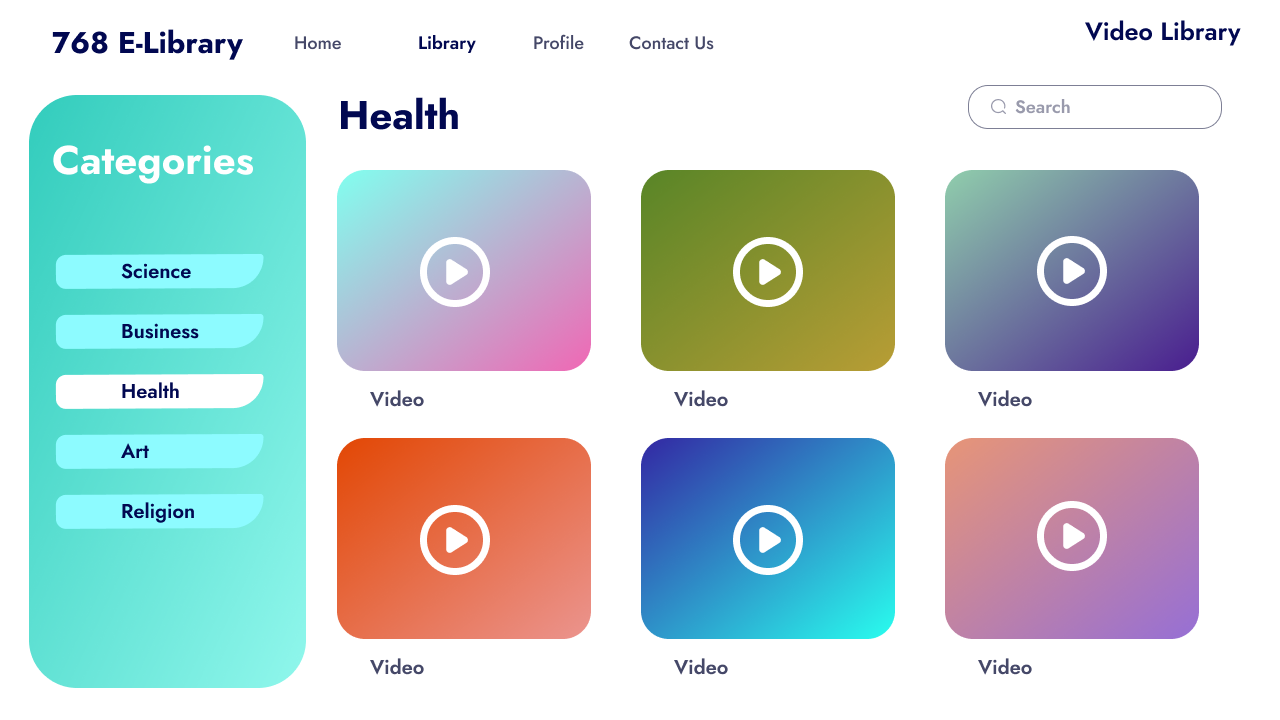 768 E-Library
Home
Library
Profile
Contact Us
Video Library
Categories
Science
Business
Health
Art
Religion
Health
Search
Video
Video
Video
Video
Video
Video